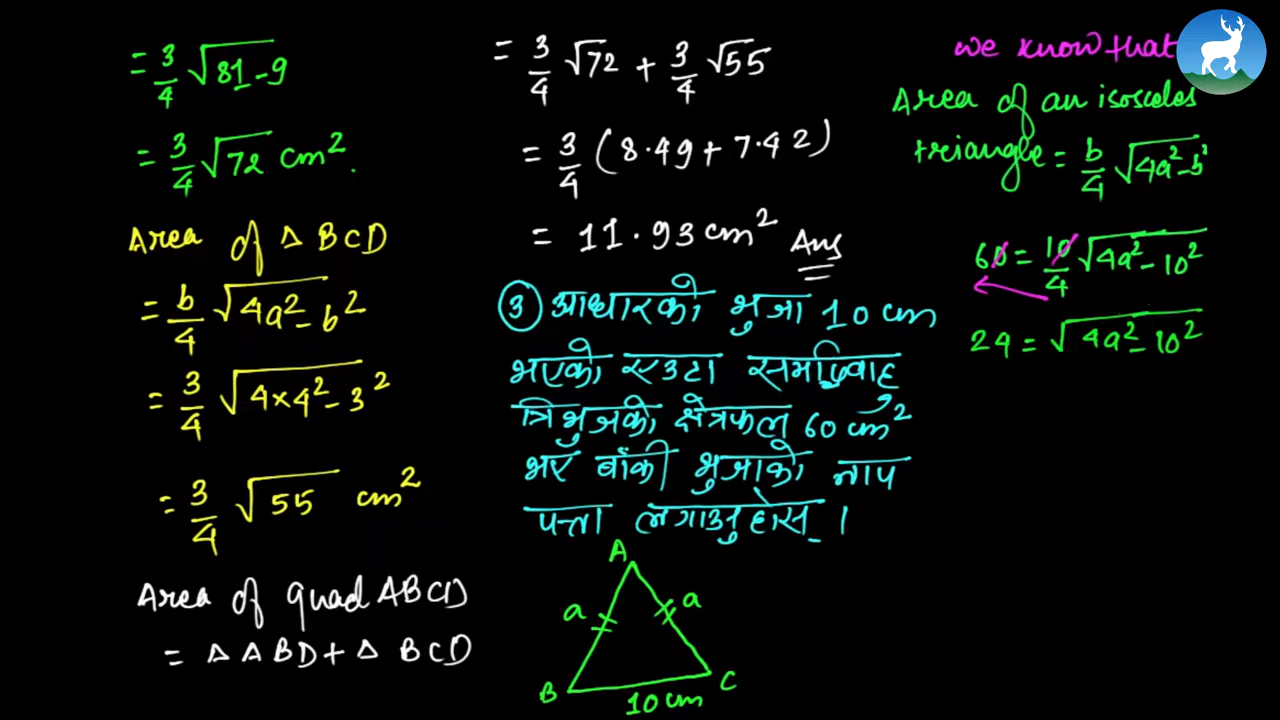 = 3/4 √81-9
= 3/4 √72 cm².
Area of △ BCD
= b/4 √4a²-b²
= 3/4 √4×4²-3²
= 3/4 √55 cm²
Area of quad ABCD
= △ ABD + △ BCD
= 3/4 √72 + 3/4 √55
= 3/4 (8.49 + 7.42)
= 11.93 cm² Ans
③ आधारको भुजा 10 cm
भएको एउटा समद्विवाहु
त्रिभुजको क्षेत्रफल 60 cm²
भए बाँकी भुजाको नाप
पत्ता लगाउनुहोस् ।
A
a a
B C
10 cm
we know that
Area of an isosceles
triangle = b/4 √4a²-b²
60 = 10/4 √4a²-10²
24 = √4a²-10²